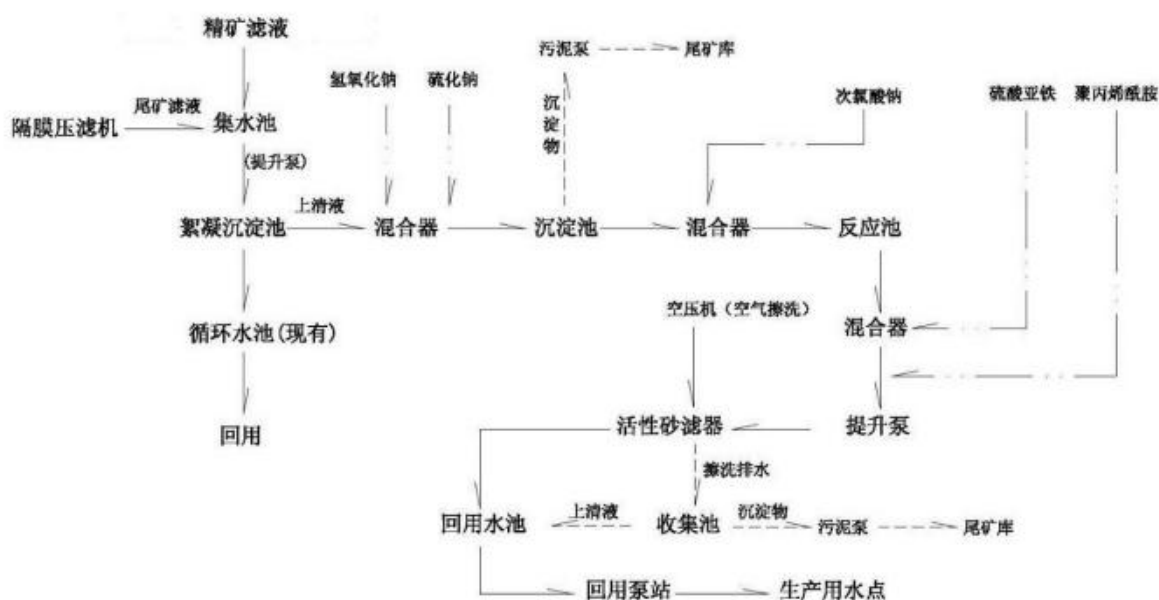 精矿滤液
污泥泵
尾矿库
氢氧化钠
硫化钠
次氯酸钠
硫酸亚铁
聚丙烯酰胺
隔膜压滤机
尾矿滤液
集水池
沉淀物
(提升泵)
絮凝沉淀池
上清液
混合器
沉淀池
混合器
反应池
循环水池(现有)
空压机（空气擦洗）
混合器
回用
活性砂滤器
提升泵
擦洗排水
回用水池
上清液
收集池
沉淀物
污泥泵
尾矿库
回用泵站
生产用水点